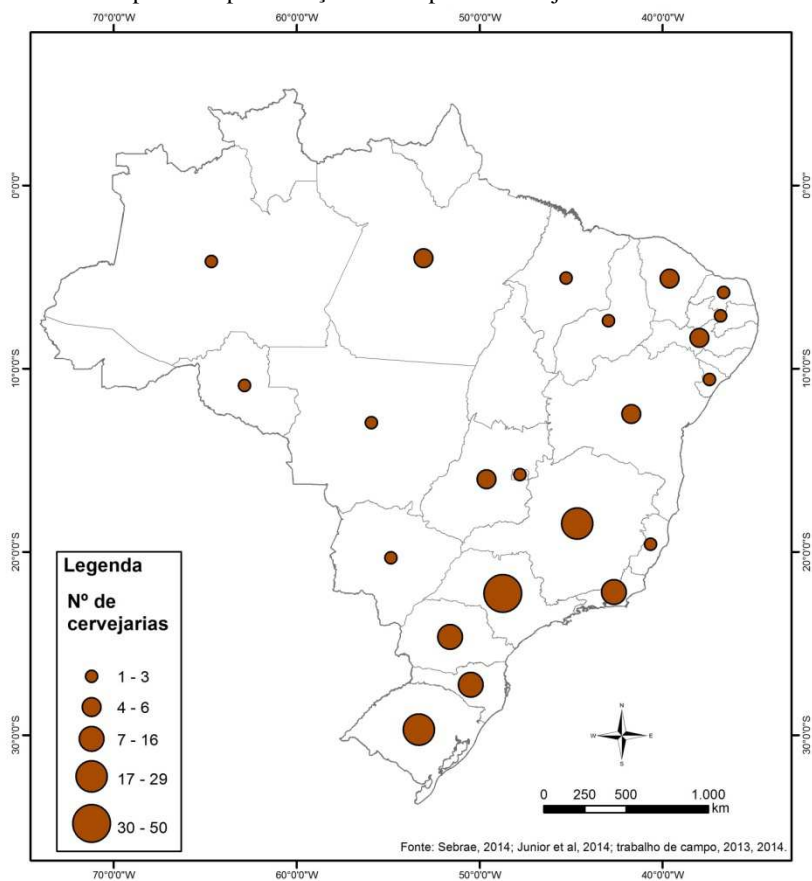 70°0'0"W 60°0'0"W 50°0'0"W 40°0'0"W
0°0'0" 0°0'0"
10°0'0"S 10°0'0"S
20°0'0"S 20°0'0"S
30°0'0"S 30°0'0"S
Legenda
Nº de
cervejarias
1 - 3
4 - 6
7 - 16
17 - 29
30 - 50
N
W E
S
0 250 500 1.000
km
Fonte: Sebrae, 2014; Junior et al, 2014; trabalho de campo, 2013, 2014.
70°0'0"W 60°0'0"W 50°0'0"W 40°0'0"W